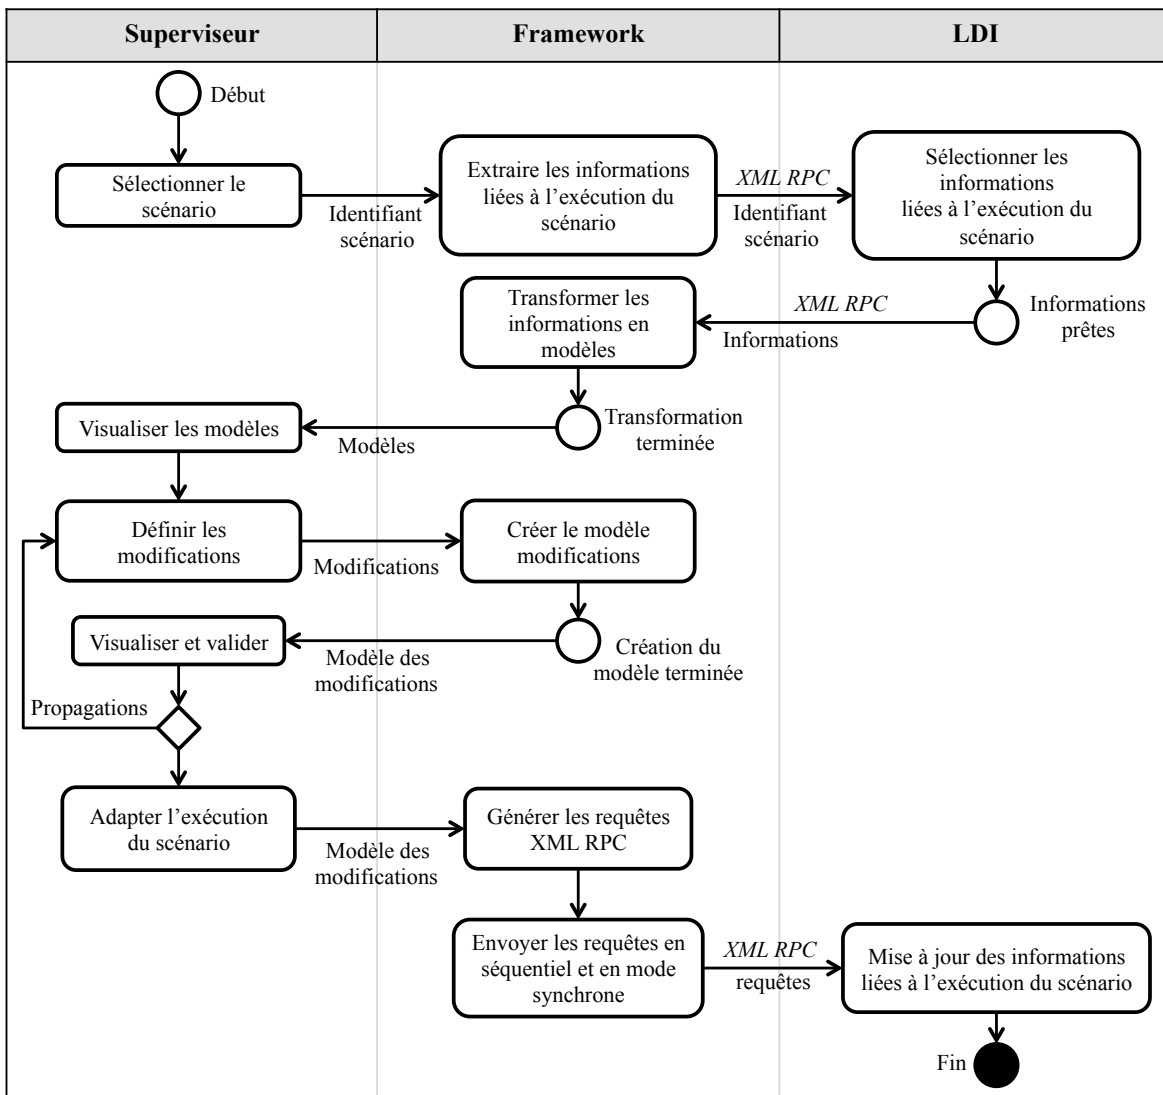 Superviseur
Framework
LDI
Début
Sélectionner le
scénario
Identifiant
scénario
Extraire les informations
liées à l’exécution du
scénario
XML RPC
Identifiant
scénario
Sélectionner les
informations
liées à l’exécution du
scénario
Transformer les
informations en
modèles
XML RPC
Informations
Informations
prêtes
Visualiser les modèles
Modèles
Transformation
terminée
Définir les
modifications
Modifications
Créer le modèle
modifications
Visualiser et valider
Modèle des
modifications
Création du
modèle terminée
Propagations
Adapter l’exécution
du scénario
Modèle des
modifications
Générer les requêtes
XML RPC
Envoyer les requêtes en
séquentiel et en mode
synchrone
XML RPC
requêtes
Mise à jour des informations
liées à l’exécution du scénario
Fin